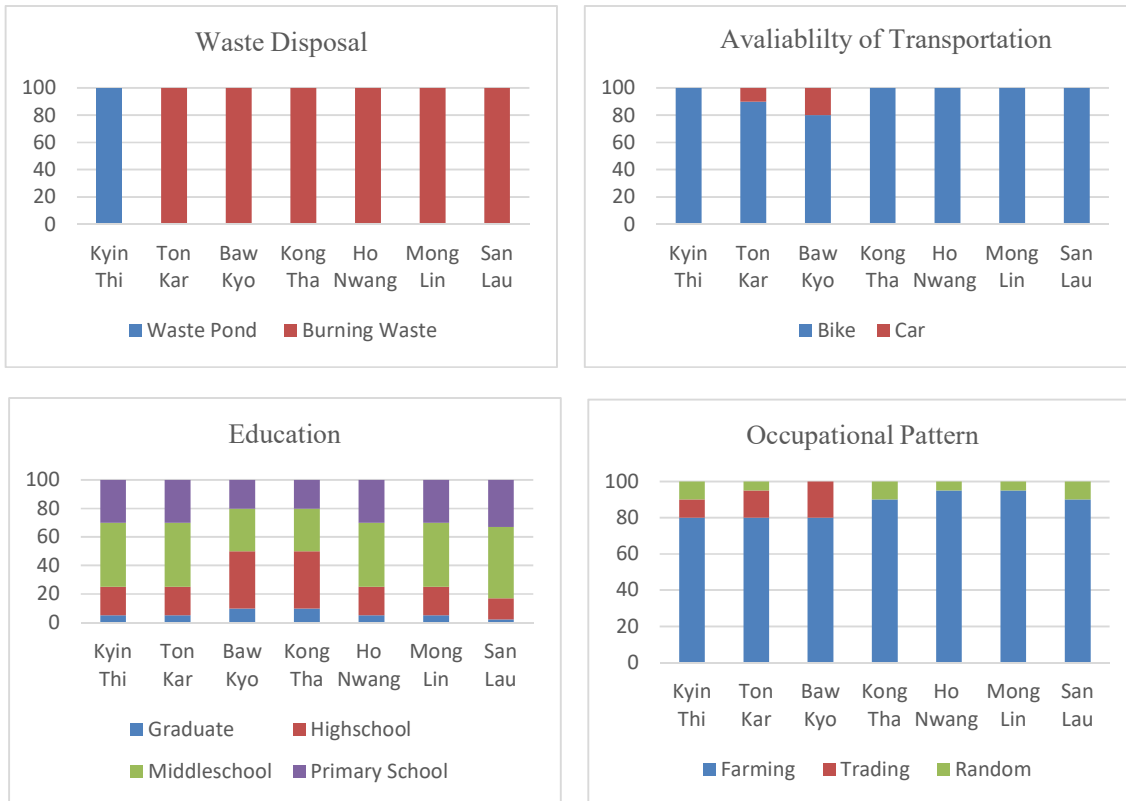 Waste Disposal
100
80
60
40
20
0
Kyin Thi
Ton Kar
Baw Kyo
Kong Tha
Ho Nwang
Mong Lin
San Lau
Waste Pond
Burning Waste
Avaliablilty of Transportation
100
80
60
40
20
0
Kyin Thi
Ton Kar
Baw Kyo
Kong Tha
Ho Nwang
Mong Lin
San Lau
Bike
Car
Education
100
80
60
40
20
0
Kyin Thi
Ton Kar
Baw Kyo
Kong Tha
Ho Nwang
Mong Lin
San Lau
Graduate
Highschool
Middleschool
Primary School
Occupational Pattern
100
80
60
40
20
0
Kyin Thi
Ton Kar
Baw Kyo
Kong Tha
Ho Nwang
Mong Lin
San Lau
Farming
Trading
Random